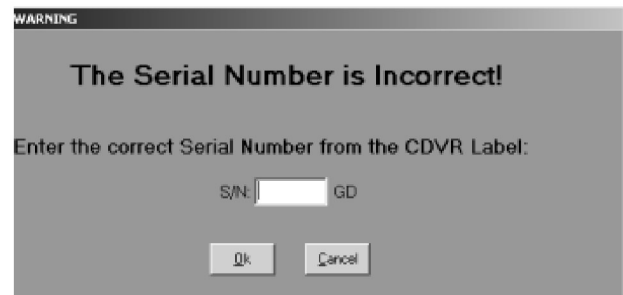 WARNING
The Serial Number is Incorrect!
Enter the correct Serial Number from the CDVR Label:
S/N: GD
Ok Cancel